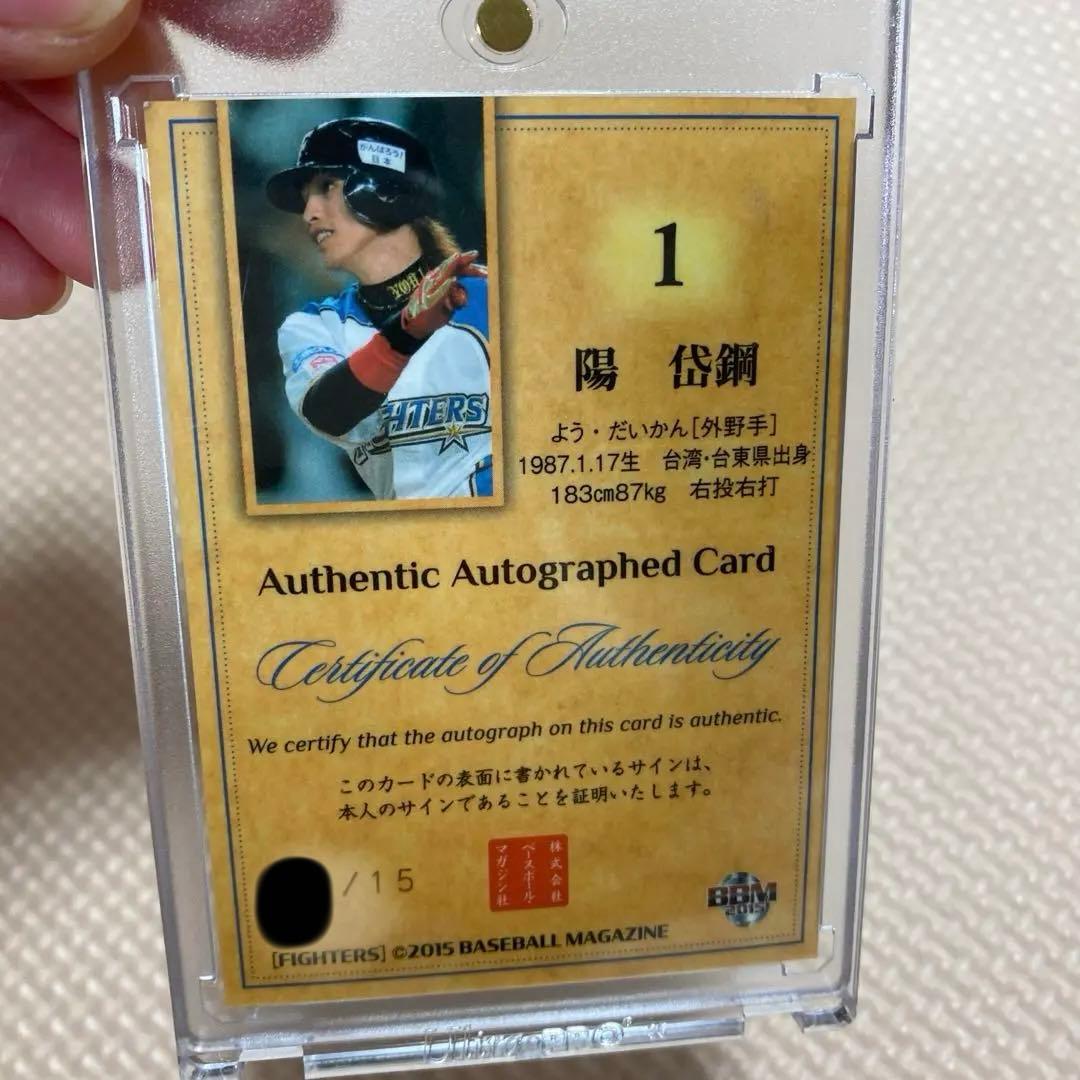 がんばろう!
日本
HTERS
1
陽 岱鋼
よう・だいかん[外野手]
1987.1.17生 台湾・台東県出身
183cm87kg 右投右打
Authentic Autographed Card
Certificate of Authenticity
We certify that the autograph on this card is authentic.
このカードの表面に書かれているサインは、
本人のサインであることを証明いたします。
/15
株式会社
ベースボール・
マガジン社
BBM
2015
[FIGHTERS] ©2015 BASEBALL MAGAZINE